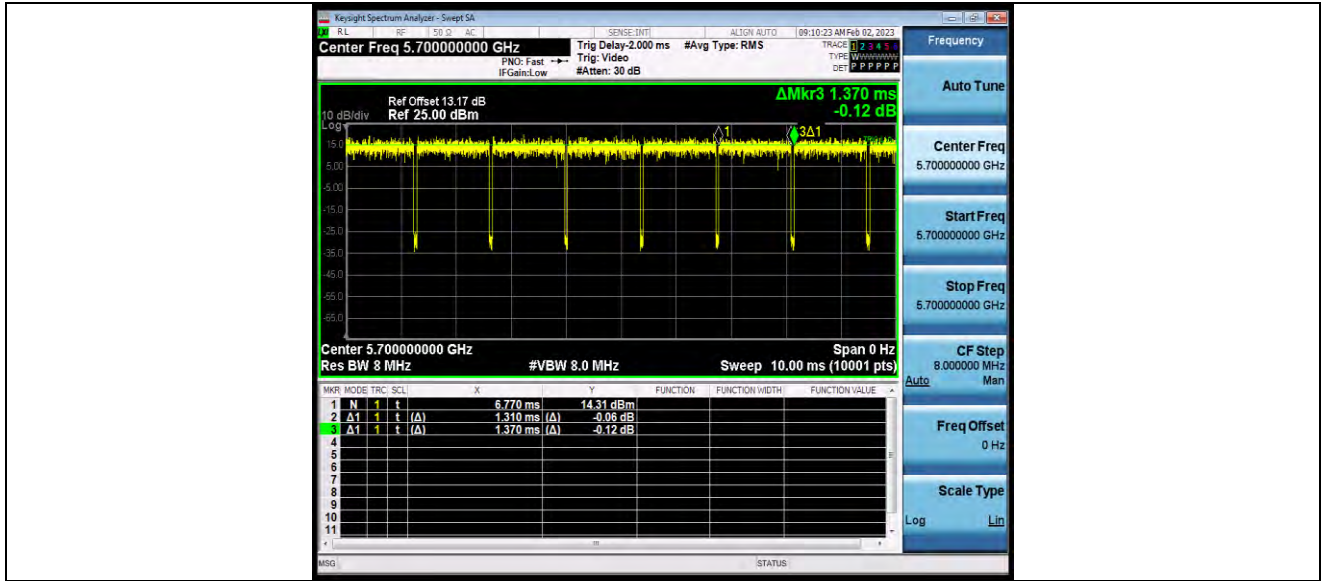 Keysight Spectrum Analyzer - Swept SA
RL RF 50 Ω AC SENSE:INT ALIGN AUTO 09:10:23 AM Feb 02, 2023
Center Freq 5.700000000 GHz
PNO: Fast
IFGain:Low
Trig Delay-2.000 ms
Trig: Video
#Atten: 30 dB
#Avg Type: RMS
TRACE 1 2 3 4 5 6
TYPE WWWWWW
DET P P P P P P
Frequency
ΔMkr3 1.370 ms
-0.12 dB
Ref Offset 13.17 dB
10 dB/div Ref 25.00 dBm
Log
1
3Δ1
15.0
5.00
-5.00
-15.0
-25.0
-35.0
-45.0
-55.0
-65.0
Center 5.700000000 GHz Span 0 Hz
Res BW 8 MHz #VBW 8.0 MHz Sweep 10.00 ms (10001 pts)
MKR MODE TRC SCL X Y FUNCTION FUNCTION WIDTH FUNCTION VALUE
1 N 1 t 6.770 ms 14.31 dBm
2 Δ1 1 t (Δ) 1.310 ms (Δ) -0.06 dB
3 Δ1 1 t (Δ) 1.370 ms (Δ) -0.12 dB
4
5
6
7
8
9
10
11
MSG STATUS
Auto Tune
Center Freq
5.700000000 GHz
Start Freq
5.700000000 GHz
Stop Freq
5.700000000 GHz
CF Step
8.000000 MHz
Auto Man
Freq Offset
0 Hz
Scale Type
Log Lin